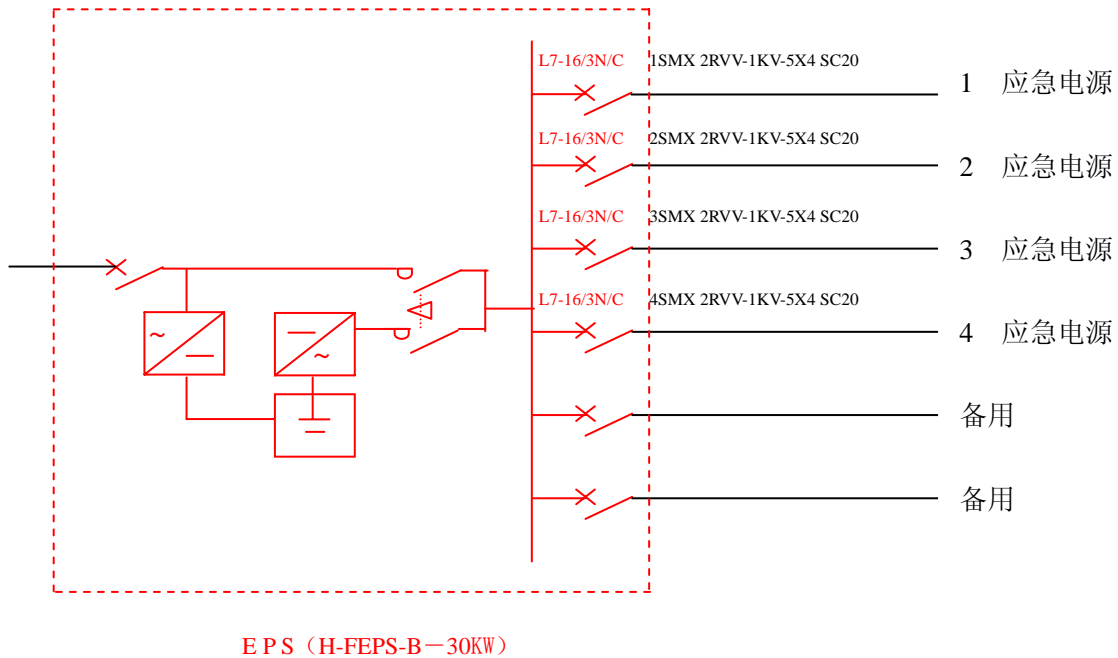 L7-16/3N/C 1SMX 2RVV-1KV-5X4 SC20
1 应急电源
L7-16/3N/C 2SMX 2RVV-1KV-5X4 SC20
2 应急电源
L7-16/3N/C 3SMX 2RVV-1KV-5X4 SC20
3 应急电源
L7-16/3N/C 4SMX 2RVV-1KV-5X4 SC20
4 应急电源
备用
备用
E P S（H-FEPS-B－30KW）